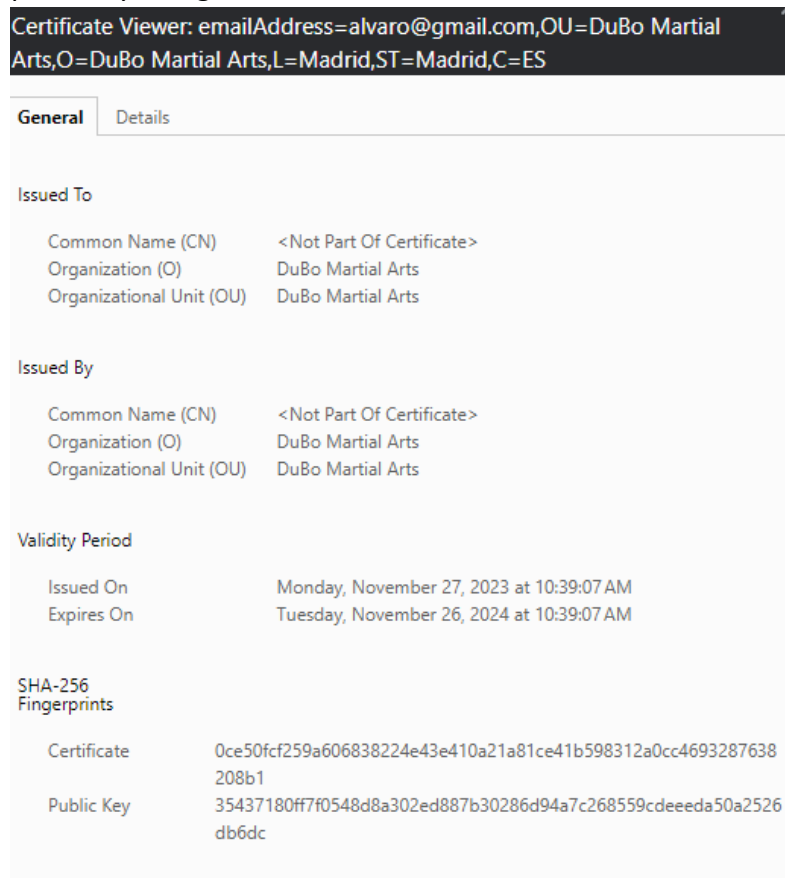 Certificate Viewer: emailAddress=alvaro@gmail.com,OU=DuBo Martial
Arts,O=DuBo Martial Arts,L=Madrid,ST=Madrid,C=ES
General Details
Issued To
Common Name (CN) <Not Part Of Certificate>
Organization (O) DuBo Martial Arts
Organizational Unit (OU) DuBo Martial Arts
Issued By
Common Name (CN) <Not Part Of Certificate>
Organization (O) DuBo Martial Arts
Organizational Unit (OU) DuBo Martial Arts
Validity Period
Issued On Monday, November 27, 2023 at 10:39:07 AM
Expires On Tuesday, November 26, 2024 at 10:39:07 AM
SHA-256
Fingerprints
Certificate 0ce50fcf259a606838224e43e410a21a81ce41b598312a0cc4693287638
208b1
Public Key 35437180ff7f0548d8a302ed887b30286d94a7c268559cdeeeda50a2526
db6dc